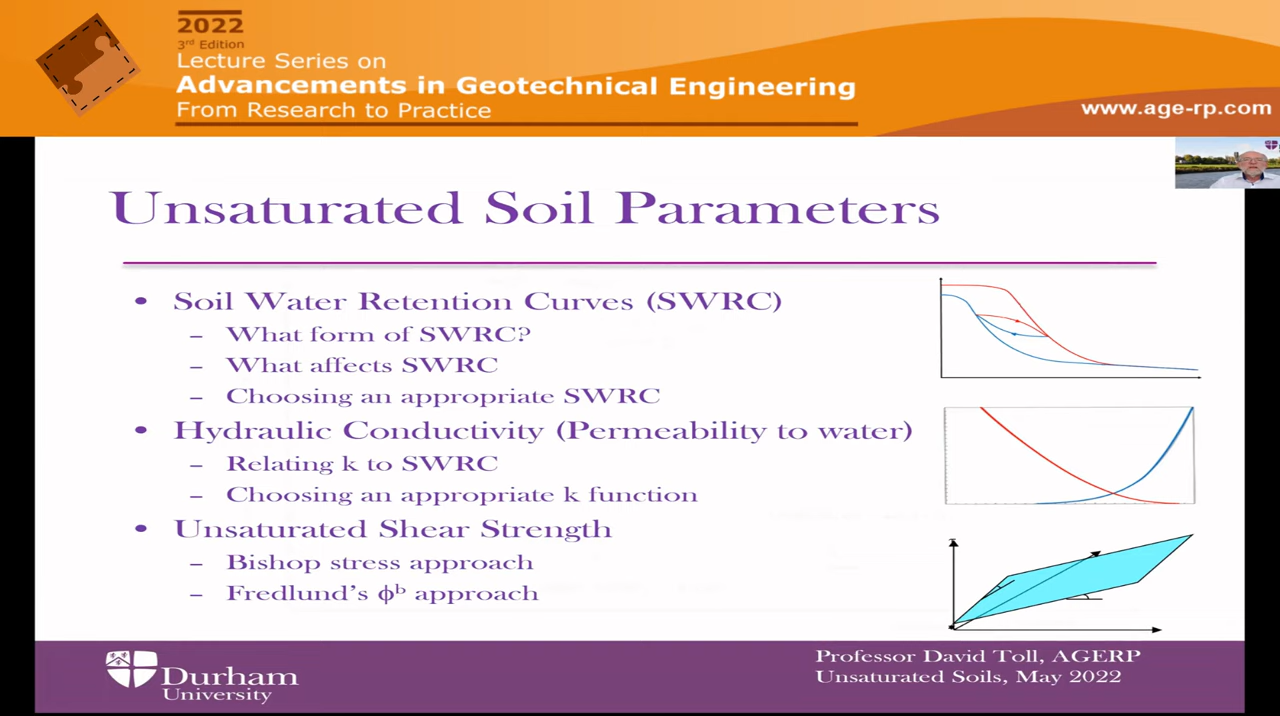 2022
3rd Edition
Lecture Series on
Advancements in Geotechnical Engineering
From Research to Practice
www.age-rp.com
Unsaturated Soil Parameters
• Soil Water Retention Curves (SWRC)
– What form of SWRC?
– What affects SWRC
– Choosing an appropriate SWRC
• Hydraulic Conductivity (Permeability to water)
– Relating k to SWRC
– Choosing an appropriate k function
• Unsaturated Shear Strength
– Bishop stress approach
– Fredlund's ϕᵇ approach
Durham
University
Professor David Toll, AGERP
Unsaturated Soils, May 2022